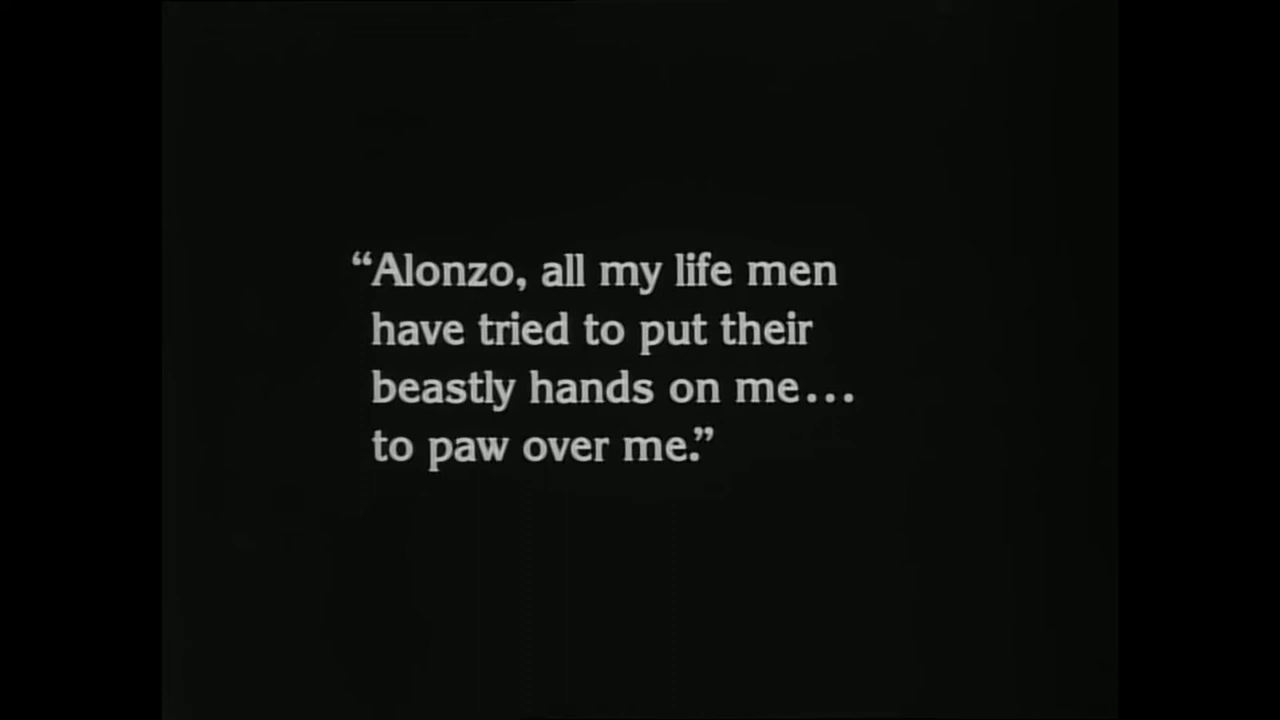 “Alonzo, all my life men
have tried to put their
beastly hands on me...
to paw over me.”